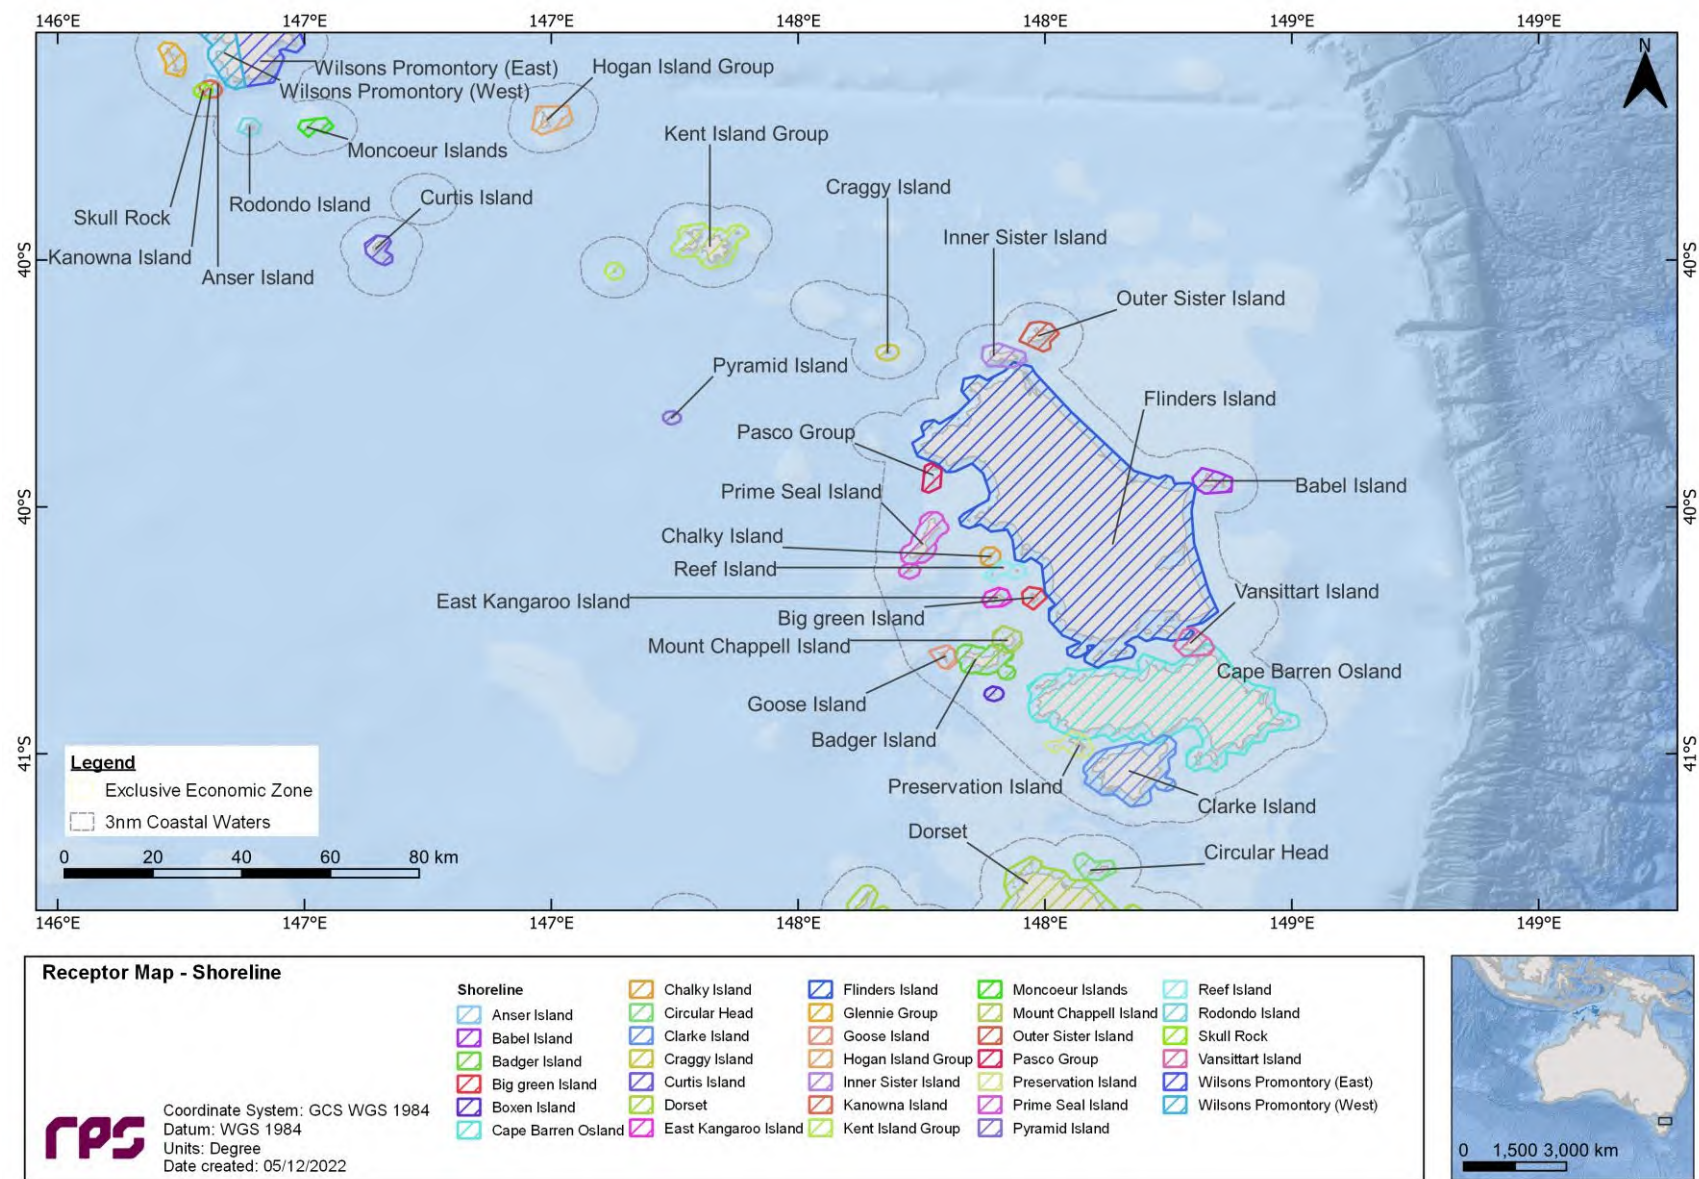 146°E 147°E 147°E 148°E 148°E 149°E 149°E
N
Wilsons Promontory (East)
Wilsons Promontory (West)
Hogan Island Group
Kent Island Group
Moncoeur Islands
Craggy Island
Skull Rock
Rodondo Island
Curtis Island
Kanowna Island
Anser Island
Inner Sister Island
Outer Sister Island
40°S
40°S
Pyramid Island
Flinders Island
Pasco Group
Prime Seal Island
Babel Island
40°S
40°S
Chalky Island
Reef Island
East Kangaroo Island
Vansittart Island
Big green Island
Mount Chappell Island
Cape Barren Osland
Goose Island
Badger Island
41°S
41°S
Preservation Island
Clarke Island
Dorset
Circular Head
Legend
Exclusive Economic Zone
3nm Coastal Waters
0 20 40 60 80 km
146°E 147°E 147°E 148°E 148°E 149°E 149°E
Receptor Map - Shoreline
Shoreline
Anser Island
Babel Island
Badger Island
Big green Island
Boxen Island
Cape Barren Osland
Chalky Island
Circular Head
Clarke Island
Craggy Island
Curtis Island
Dorset
East Kangaroo Island
Flinders Island
Glennie Group
Goose Island
Hogan Island Group
Inner Sister Island
Kanowna Island
Kent Island Group
Moncoeur Islands
Mount Chappell Island
Outer Sister Island
Pasco Group
Preservation Island
Prime Seal Island
Pyramid Island
Reef Island
Rodondo Island
Skull Rock
Vansittart Island
Wilsons Promontory (East)
Wilsons Promontory (West)
rps
Coordinate System: GCS WGS 1984
Datum: WGS 1984
Units: Degree
Date created: 05/12/2022
0 1,500 3,000 km